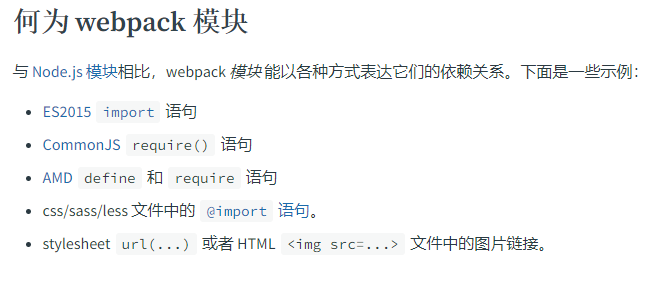 何为 webpack 模块
与 Node.js 模块相比，webpack 模块 能以各种方式表达它们的依赖关系。下面是一些示例：
• ES2015 import 语句
• CommonJS require() 语句
• AMD define 和 require 语句
• css/sass/less 文件中的 @import 语句。
• stylesheet url(...) 或者 HTML <img src=...> 文件中的图片链接。